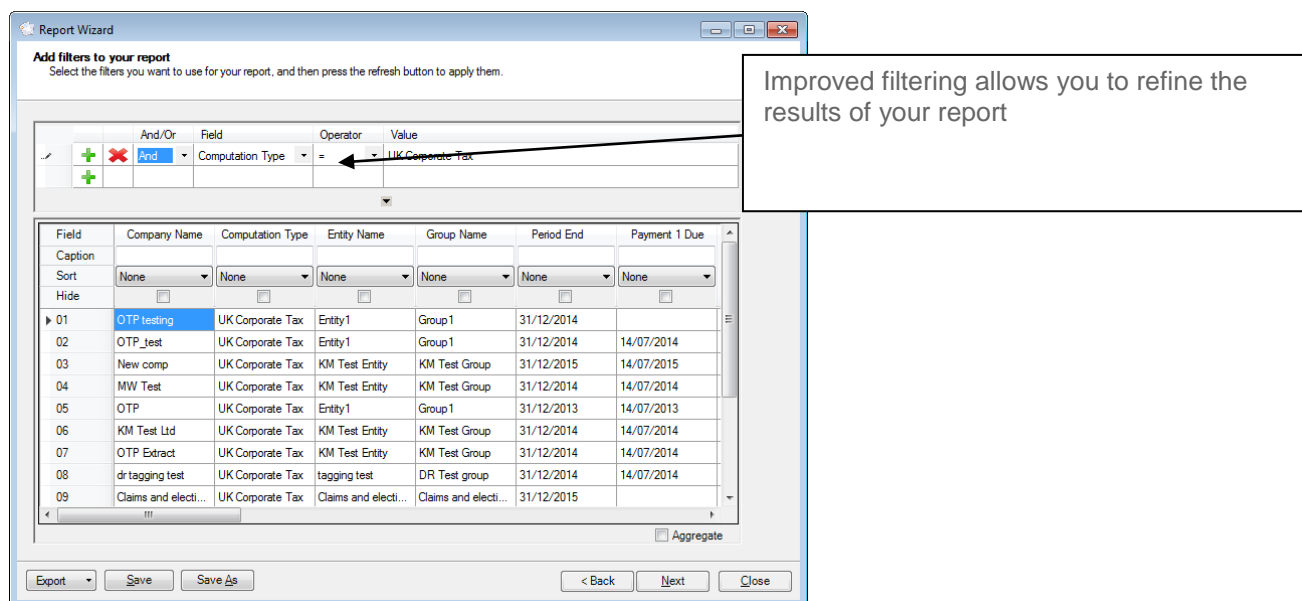 Report Wizard
Add filters to your report
Select the filters you want to use for your report, and then press the refresh button to apply them.
Improved filtering allows you to refine the
results of your report
And/Or Field Operator Value
And Computation Type = UK Corporate Tax
Field Company Name Computation Type Entity Name Group Name Period End Payment 1 Due
Caption
Sort None None None None None None
Hide
01 OTP testing UK Corporate Tax Entity1 Group1 31/12/2014
02 OTP_test UK Corporate Tax Entity1 Group1 31/12/2014 14/07/2014
03 New comp UK Corporate Tax KM Test Entity KM Test Group 31/12/2015 14/07/2015
04 MW Test UK Corporate Tax KM Test Entity KM Test Group 31/12/2014 14/07/2014
05 OTP UK Corporate Tax Entity1 Group1 31/12/2013 14/07/2013
06 KM Test Ltd UK Corporate Tax KM Test Entity KM Test Group 31/12/2014 14/07/2014
07 OTP Extract UK Corporate Tax KM Test Entity KM Test Group 31/12/2014 14/07/2014
08 dr tagging test UK Corporate Tax tagging test DR Test group 31/12/2014 14/07/2014
09 Claims and electi... UK Corporate Tax Claims and electi... Claims and electi... 31/12/2015
Aggregate
Export Save Save As < Back Next Close